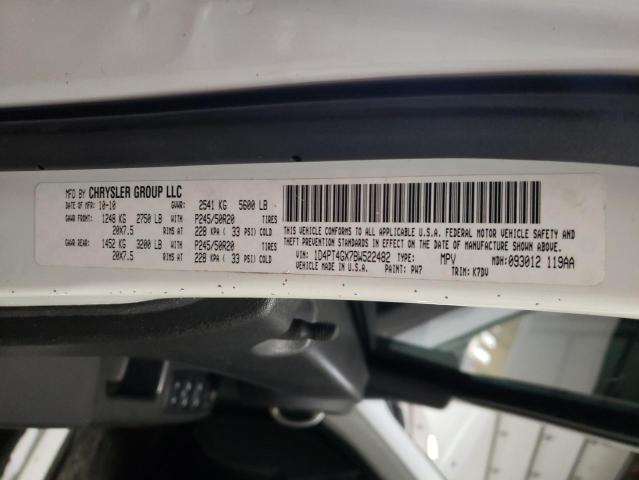 MFD BY CHRYSLER GROUP LLC
DATE OF MFR: 10-10 GVWR: 2541 KG 5600 LB
GAWR FRONT: 1248 KG 2750 LB WITH P245/50R20 TIRES
20X7.5 RIMS AT 228 KPA ( 33 PSI) COLD
GAWR REAR: 1452 KG 3200 LB WITH P245/50R20 TIRES
20X7.5 RIMS AT 228 KPA ( 33 PSI) COLD
THIS VEHICLE CONFORMS TO ALL APPLICABLE U.S.A. FEDERAL MOTOR VEHICLE SAFETY AND
THEFT PREVENTION STANDARDS IN EFFECT ON THE DATE OF MANUFACTURE SHOWN ABOVE.
VIN: 1D4PT4GX7BW522482 TYPE: MPV MDH: 093012 119AA
VEHICLE MADE IN U.S.A. PAINT: PW7 TRIM: K7DV